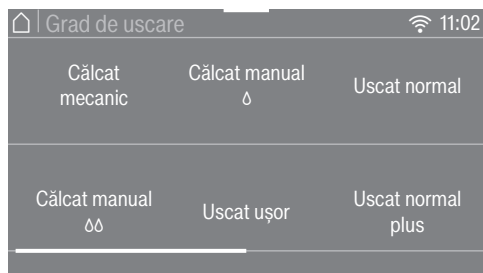 Grad de uscare 11:02
Călcat mecanic
Călcat manual
Uscat normal
Călcat manual
Uscat ușor
Uscat normal plus